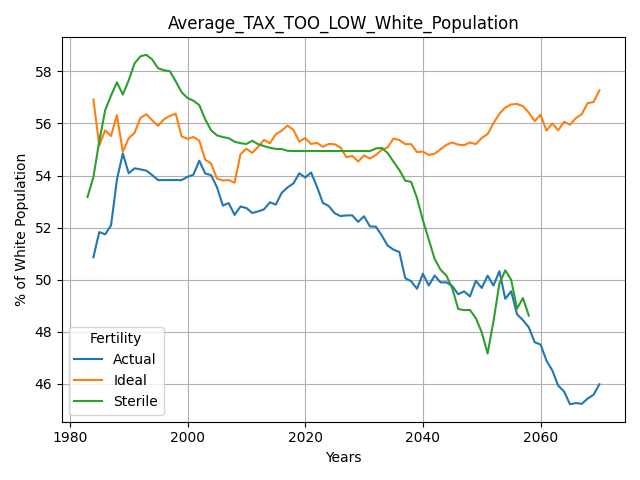 Average_TAX_TOO_LOW_White_Population
% of White Population
58
56
54
52
50
48
46
Fertility
Actual
Ideal
Sterile
1980
2000
2020
2040
2060
Years